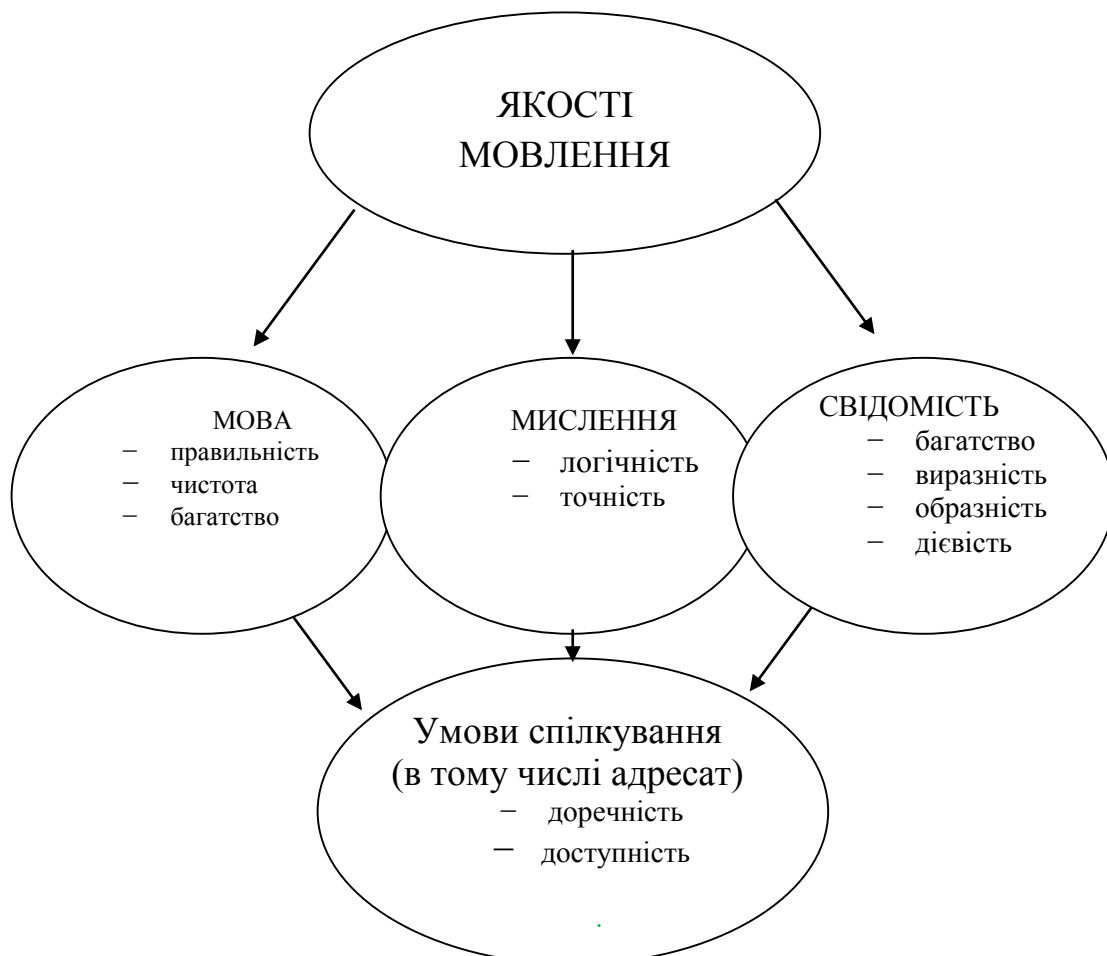 ЯКОСТІ
МОВЛЕННЯ
МОВА
– правильність
– чистота
– багатство
МИСЛЕННЯ
– логічність
– точність
СВІДОМІСТЬ
– багатство
– виразність
– образність
– дієвість
Умови спілкування
(в тому числі адресат)
– доречність
– доступність